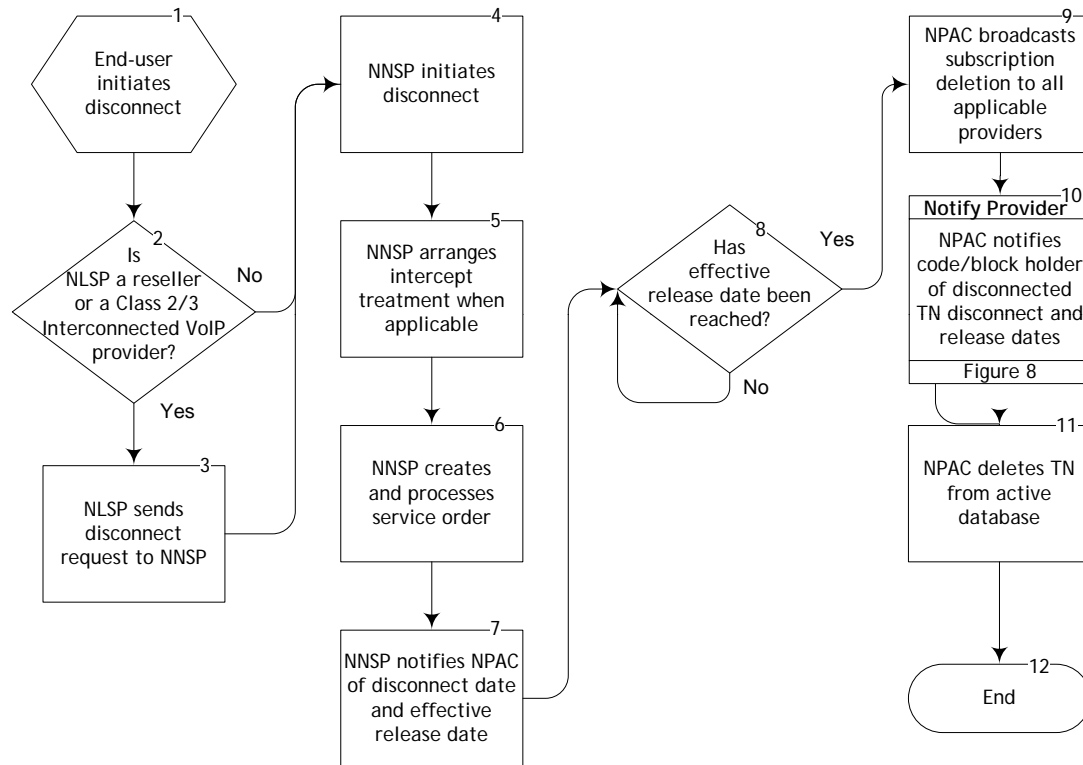 1
End-user
initiates
disconnect
2
Is
NLSP a reseller
or a Class 2/3
Interconnected VoIP
provider?
No
Yes
3
NLSP sends
disconnect
request to NNSP
4
NNSP initiates
disconnect
5
NNSP arranges
intercept
treatment when
applicable
6
NNSP creates
and processes
service order
7
NNSP notifies NPAC
of disconnect date
and effective
release date
8
Has
effective
release date been
reached?
Yes
No
9
NPAC broadcasts
subscription
deletion to all
applicable
providers
10
Notify Provider
NPAC notifies
code/block holder
of disconnected
TN disconnect and
release dates
Figure 8
11
NPAC deletes TN
from active
database
12
End